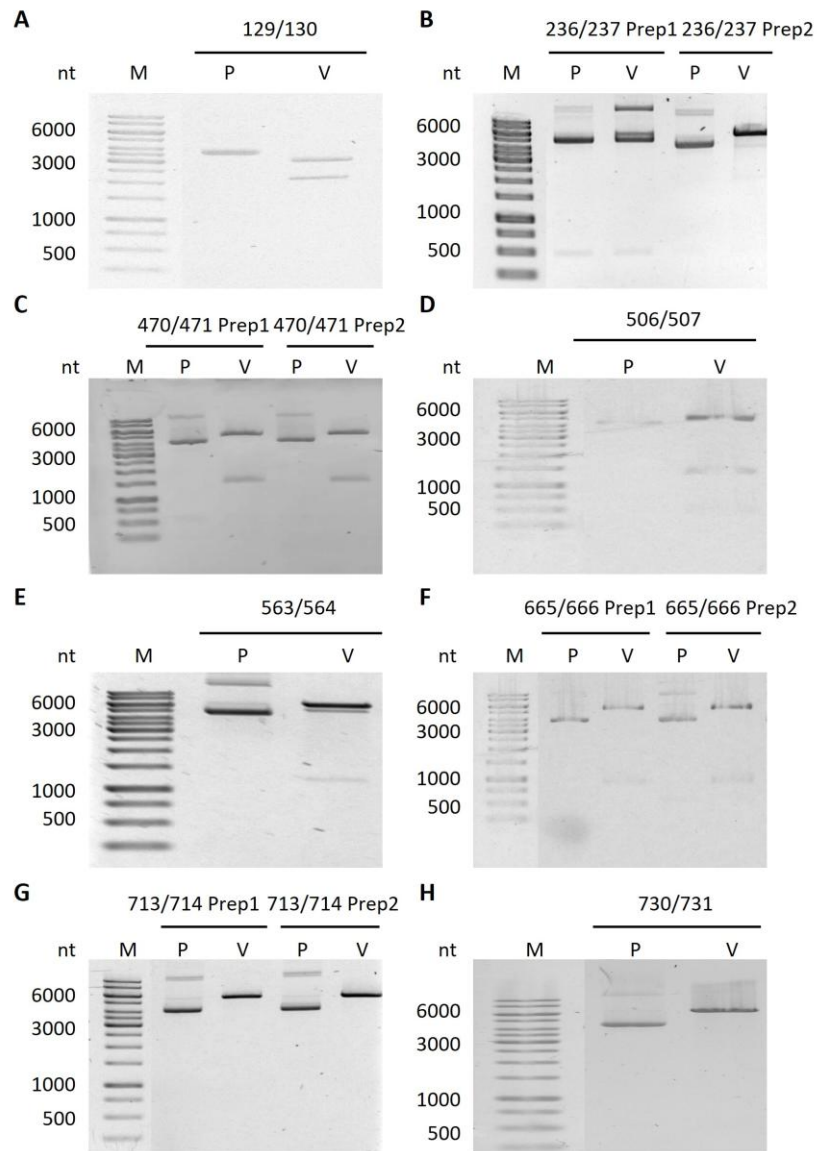 A
129/130
nt M P V
6000
3000
1000
500
B
236/237 Prep1 236/237 Prep2
nt M P V P V
6000
3000
1000
500
C
470/471 Prep1 470/471 Prep2
nt M P V P V
6000
3000
1000
500
D
506/507
nt M P V
6000
3000
1000
500
E
563/564
nt M P V
6000
3000
1000
500
F
665/666 Prep1 665/666 Prep2
nt M P V P V
6000
3000
1000
500
G
713/714 Prep1 713/714 Prep2
nt M P V P V
6000
3000
1000
500
H
730/731
nt M P V
6000
3000
1000
500